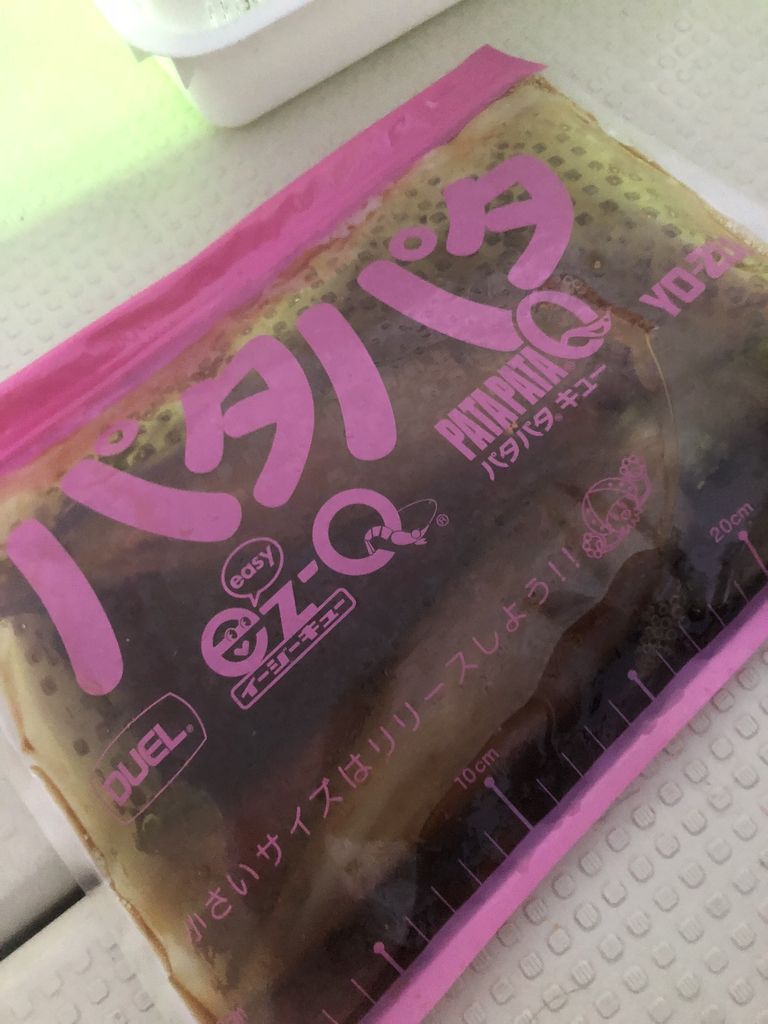 パタパタ
YO-ZU
PATAPATA Q
パタパタ®キュー
easy
eZ-Q®
イージーキュー
DUEL®
小さいサイズはリリースしよう!!
10cm
20cm